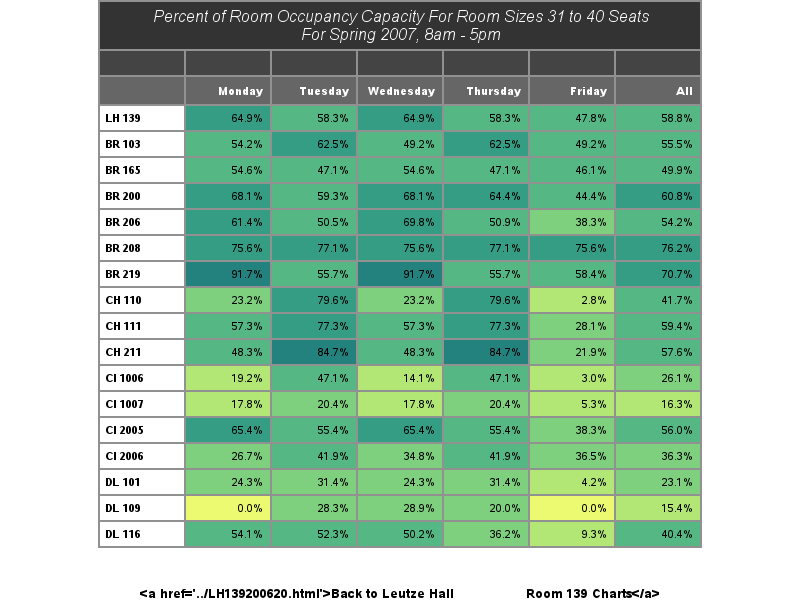 Percent of Room Occupancy Capacity For Room Sizes 31 to 40 Seats
For Spring 2007, 8am - 5pm
Monday Tuesday Wednesday Thursday Friday All
LH 139 64.9% 58.3% 64.9% 58.3% 47.8% 58.8%
BR 103 54.2% 62.5% 49.2% 62.5% 49.2% 55.5%
BR 165 54.6% 47.1% 54.6% 47.1% 46.1% 49.9%
BR 200 68.1% 59.3% 68.1% 64.4% 44.4% 60.8%
BR 206 61.4% 50.5% 69.8% 50.9% 38.3% 54.2%
BR 208 75.6% 77.1% 75.6% 77.1% 75.6% 76.2%
BR 219 91.7% 55.7% 91.7% 55.7% 58.4% 70.7%
CH 110 23.2% 79.6% 23.2% 79.6% 2.8% 41.7%
CH 111 57.3% 77.3% 57.3% 77.3% 28.1% 59.4%
CH 211 48.3% 84.7% 48.3% 84.7% 21.9% 57.6%
CI 1006 19.2% 47.1% 14.1% 47.1% 3.0% 26.1%
CI 1007 17.8% 20.4% 17.8% 20.4% 5.3% 16.3%
CI 2005 65.4% 55.4% 65.4% 55.4% 38.3% 56.0%
CI 2006 26.7% 41.9% 34.8% 41.9% 36.5% 36.3%
DL 101 24.3% 31.4% 24.3% 31.4% 4.2% 23.1%
DL 109 0.0% 28.3% 28.9% 20.0% 0.0% 15.4%
DL 116 54.1% 52.3% 50.2% 36.2% 9.3% 40.4%
<a href='../LH139200620.html'>Back to Leutze Hall Room 139 Charts</a>